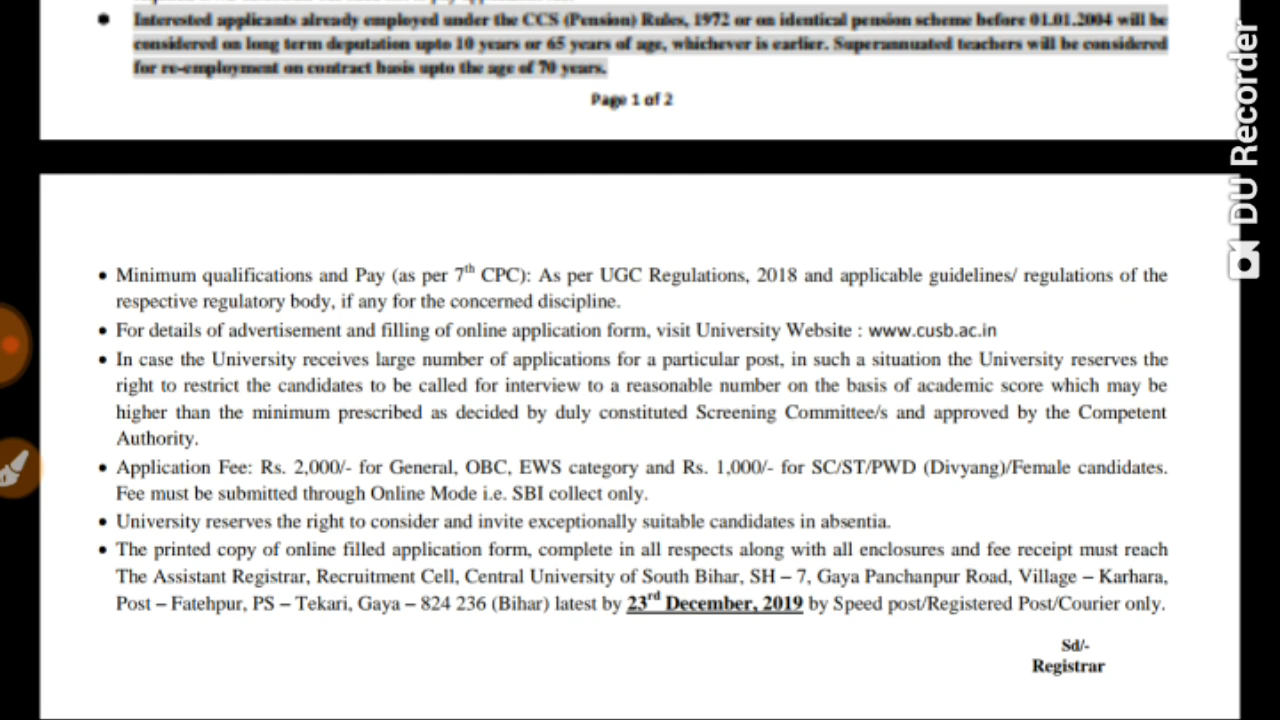 • Interested applicants already employed under the CCS (Pension) Rules, 1972 or on identical pension scheme before 01.01.2004 will be
considered on long term deputation upto 10 years or 65 years of age, whichever is earlier. Superannuated teachers will be considered
for re-employment on contract basis upto the age of 70 years.
Page 1 of 2
• Minimum qualifications and Pay (as per 7th CPC): As per UGC Regulations, 2018 and applicable guidelines/ regulations of the
respective regulatory body, if any for the concerned discipline.
• For details of advertisement and filling of online application form, visit University Website : www.cusb.ac.in
• In case the University receives large number of applications for a particular post, in such a situation the University reserves the
right to restrict the candidates to be called for interview to a reasonable number on the basis of academic score which may be
higher than the minimum prescribed as decided by duly constituted Screening Committee/s and approved by the Competent
Authority.
• Application Fee: Rs. 2,000/- for General, OBC, EWS category and Rs. 1,000/- for SC/ST/PWD (Divyang)/Female candidates.
Fee must be submitted through Online Mode i.e. SBI collect only.
• University reserves the right to consider and invite exceptionally suitable candidates in absentia.
• The printed copy of online filled application form, complete in all respects along with all enclosures and fee receipt must reach
The Assistant Registrar, Recruitment Cell, Central University of South Bihar, SH – 7, Gaya Panchanpur Road, Village – Karhara,
Post – Fatehpur, PS – Tekari, Gaya – 824 236 (Bihar) latest by 23rd December, 2019 by Speed post/Registered Post/Courier only.
Sd/-
Registrar
DU Recorder